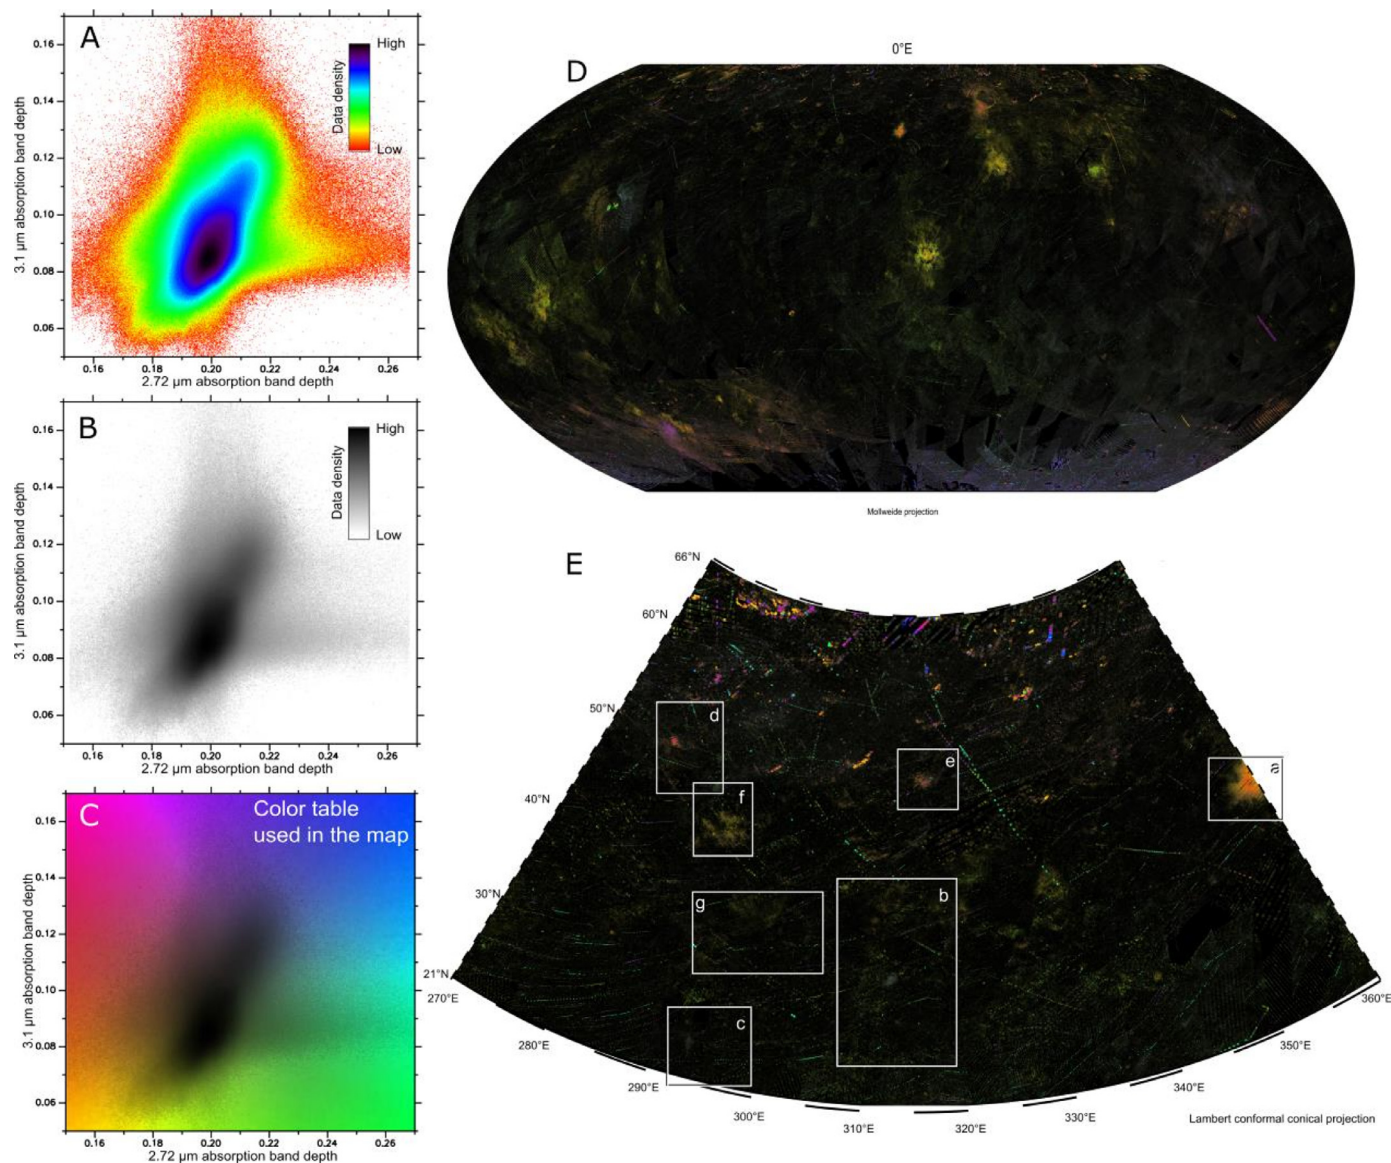 A
High
Data density
Low
0.16
0.14
0.12
0.10
0.08
0.06
3.1 µm absorption band depth
0.16 0.18 0.20 0.22 0.24 0.26
2.72 µm absorption band depth
B
High
Data density
Low
0.16
0.14
0.12
0.10
0.08
0.06
3.1 µm absorption band depth
0.16 0.18 0.20 0.22 0.24 0.26
2.72 µm absorption band depth
C
Color table
used in the map
0.16
0.14
0.12
0.10
0.08
0.06
3.1 µm absorption band depth
0.16 0.18 0.20 0.22 0.24 0.26
2.72 µm absorption band depth
D
0°E
Mollweide projection
E
66°N
60°N
50°N
40°N
30°N
21°N
270°E
280°E
290°E
300°E
310°E
320°E
330°E
340°E
350°E
360°E
d
e
a
f
g
b
c
Lambert conformal conical projection